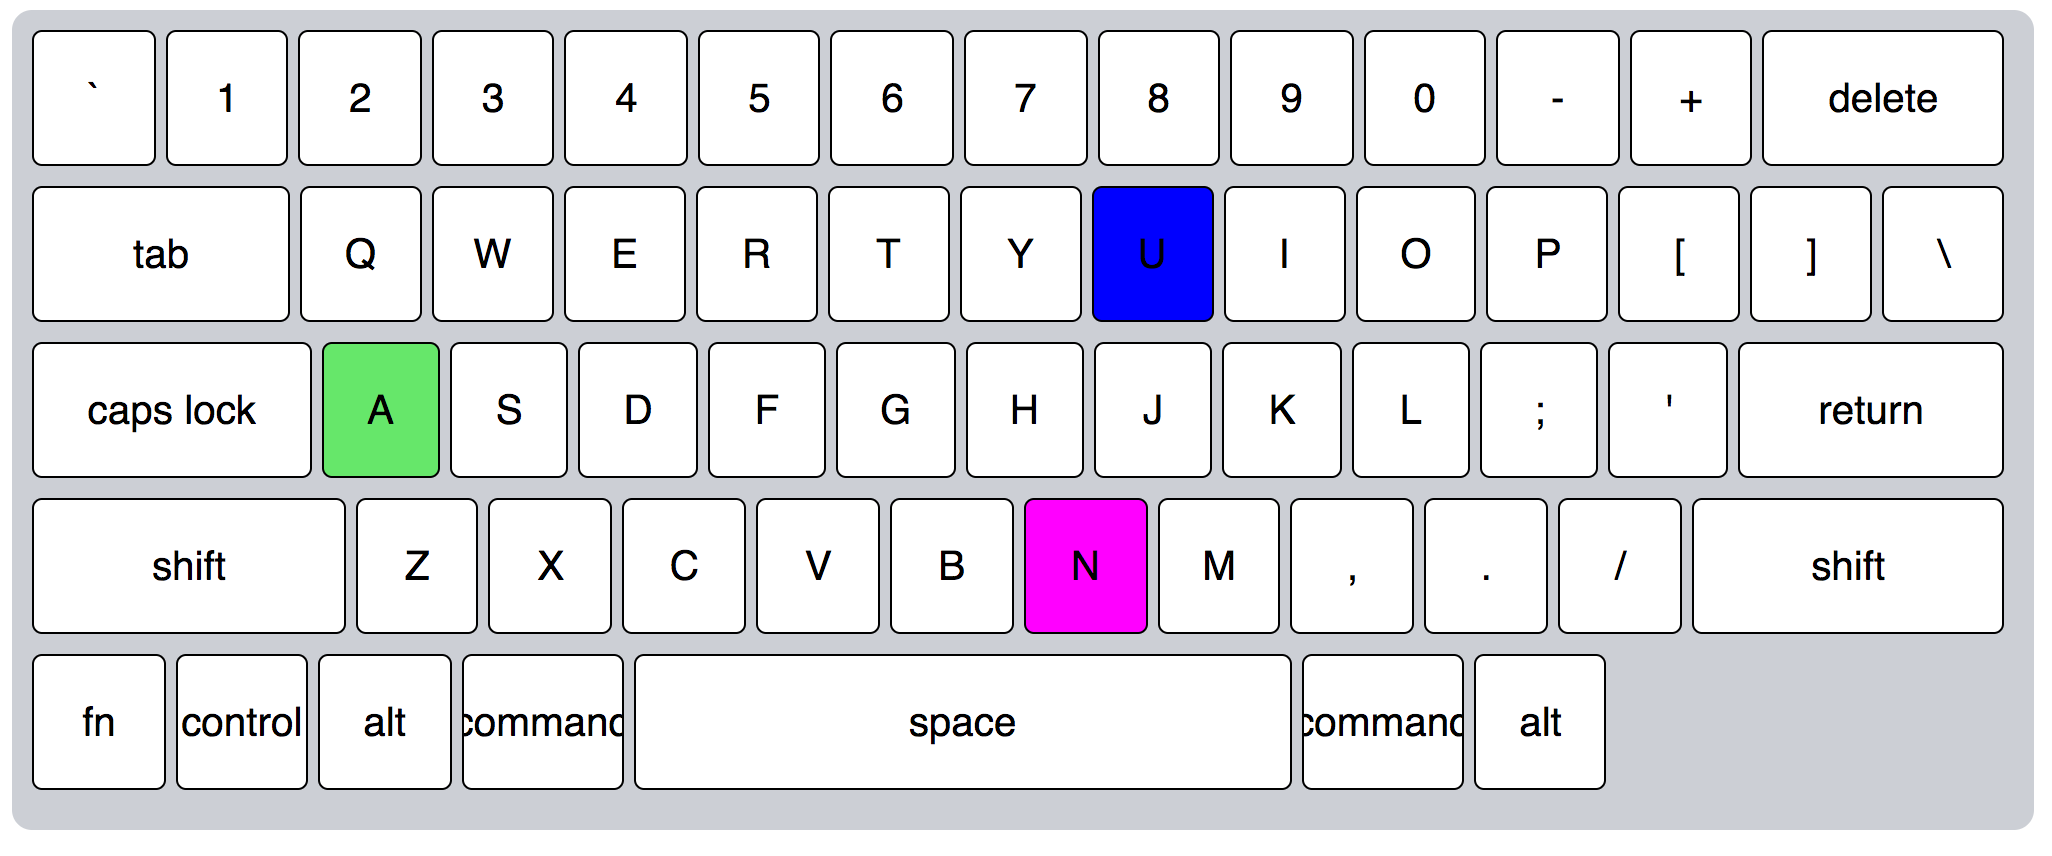 ` 1 2 3 4 5 6 7 8 9 0 - + delete
tab Q W E R T Y U I O P [ ] \
caps lock A S D F G H J K L ; ' return
shift Z X C V B N M , . / shift
fn control alt command space command alt